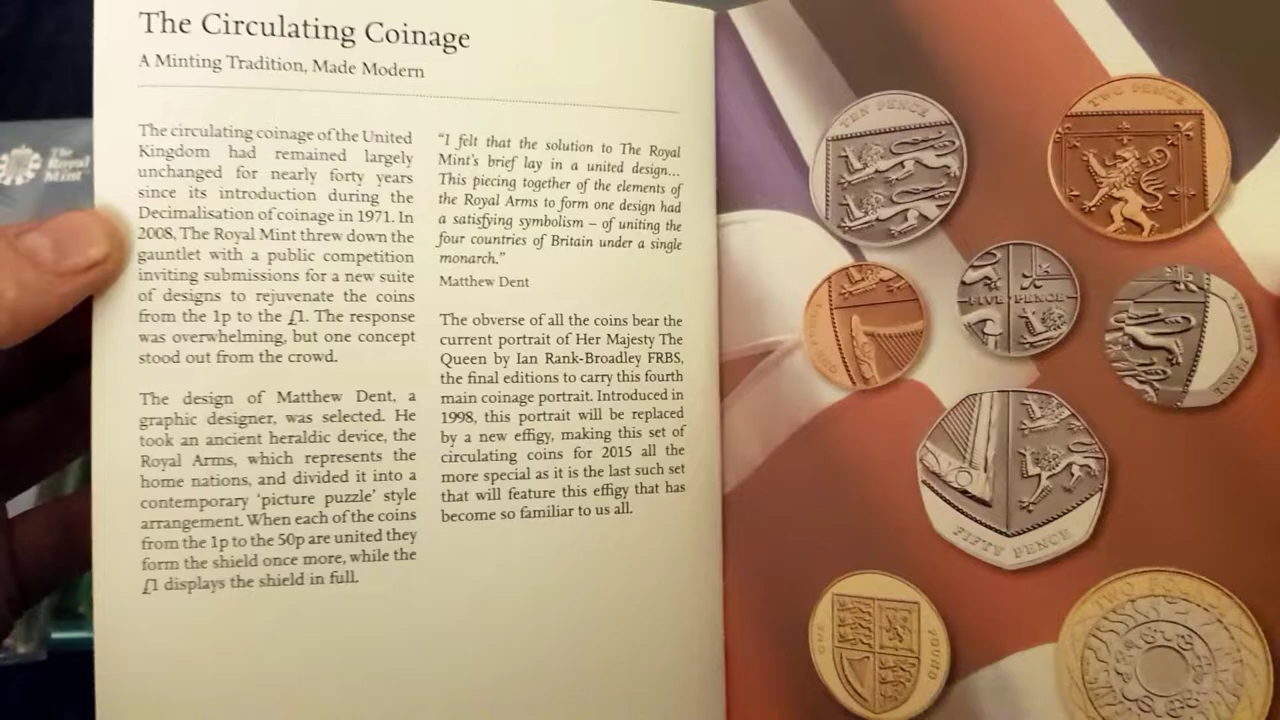 The Royal Mint
The Circulating Coinage
A Minting Tradition, Made Modern
The circulating coinage of the United
Kingdom had remained largely
unchanged for nearly forty years
since its introduction during the
Decimalisation of coinage in 1971. In
2008, The Royal Mint threw down the
gauntlet with a public competition
inviting submissions for a new suite
of designs to rejuvenate the coins
from the 1p to the £1. The response
was overwhelming, but one concept
stood out from the crowd.
The design of Matthew Dent, a
graphic designer, was selected. He
took an ancient heraldic device, the
Royal Arms, which represents the
home nations, and divided it into a
contemporary ‘picture puzzle’ style
arrangement. When each of the coins
from the 1p to the 50p are united they
form the shield once more, while the
£1 displays the shield in full.
“I felt that the solution to The Royal
Mint’s brief lay in a united design...
This piecing together of the elements of
the Royal Arms to form one design had
a satisfying symbolism – of uniting the
four countries of Britain under a single
monarch.”
Matthew Dent
The obverse of all the coins bear the
current portrait of Her Majesty The
Queen by Ian Rank-Broadley FRBS,
the final editions to carry this fourth
main coinage portrait. Introduced in
1998, this portrait will be replaced
by a new effigy, making this set of
circulating coins for 2015 all the
more special as it is the last such set
that will feature this effigy that has
become so familiar to us all.
TEN PENCE
TWO PENCE
ONE PENNY
FIVE PENCE
TWENTY PENCE
FIFTY PENCE
ONE POUND
TWO POUNDS